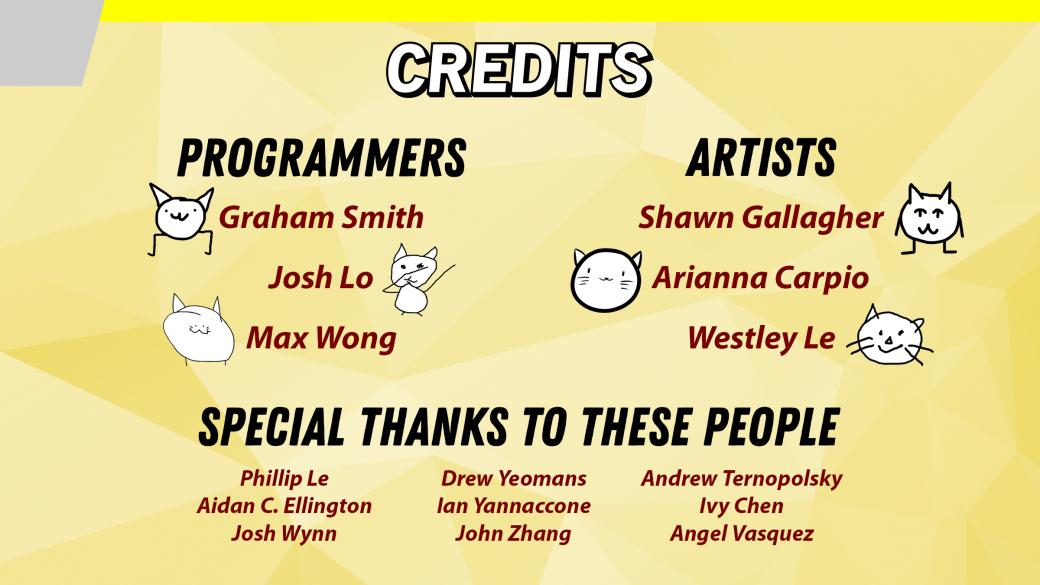 CREDITS
PROGRAMMERS
Graham Smith
Josh Lo
Max Wong
ARTISTS
Shawn Gallagher
Arianna Carpio
Westley Le
SPECIAL THANKS TO THESE PEOPLE
Phillip Le
Aidan C. Ellington
Josh Wynn
Drew Yeomans
Ian Yannaccone
John Zhang
Andrew Ternopolsky
Ivy Chen
Angel Vasquez